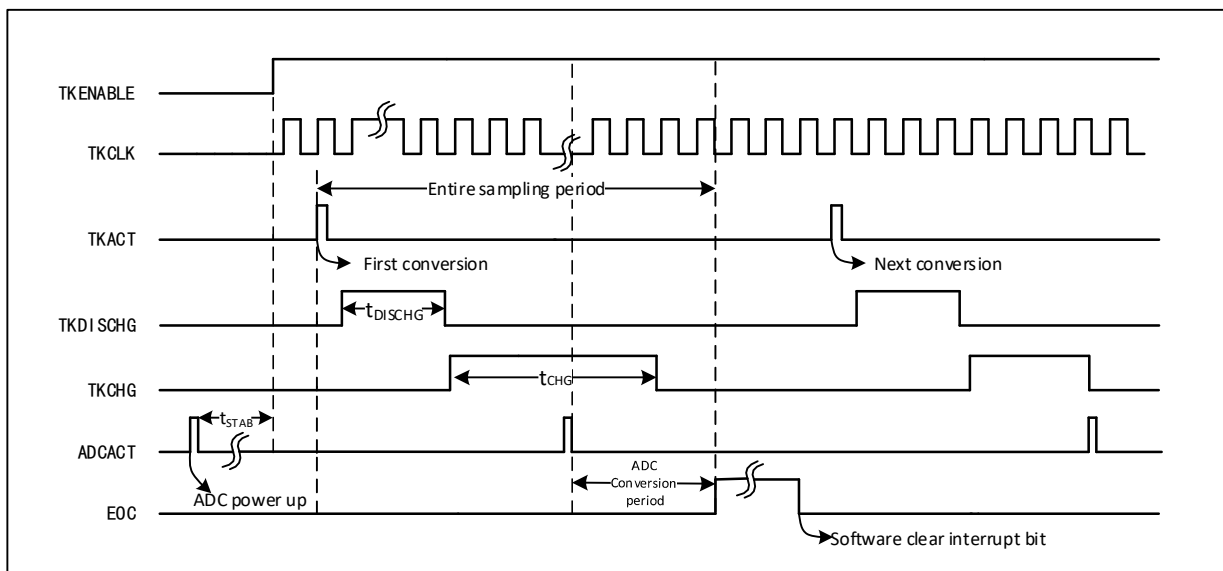 TKENABLE
TKCLK
Entire sampling period
TKACT
First conversion
Next conversion
tDISCHG
TKDISCHG
tCHG
TKCHG
tSTAB
ADCACT
ADC
Conversion
period
ADC power up
EOC
Software clear interrupt bit